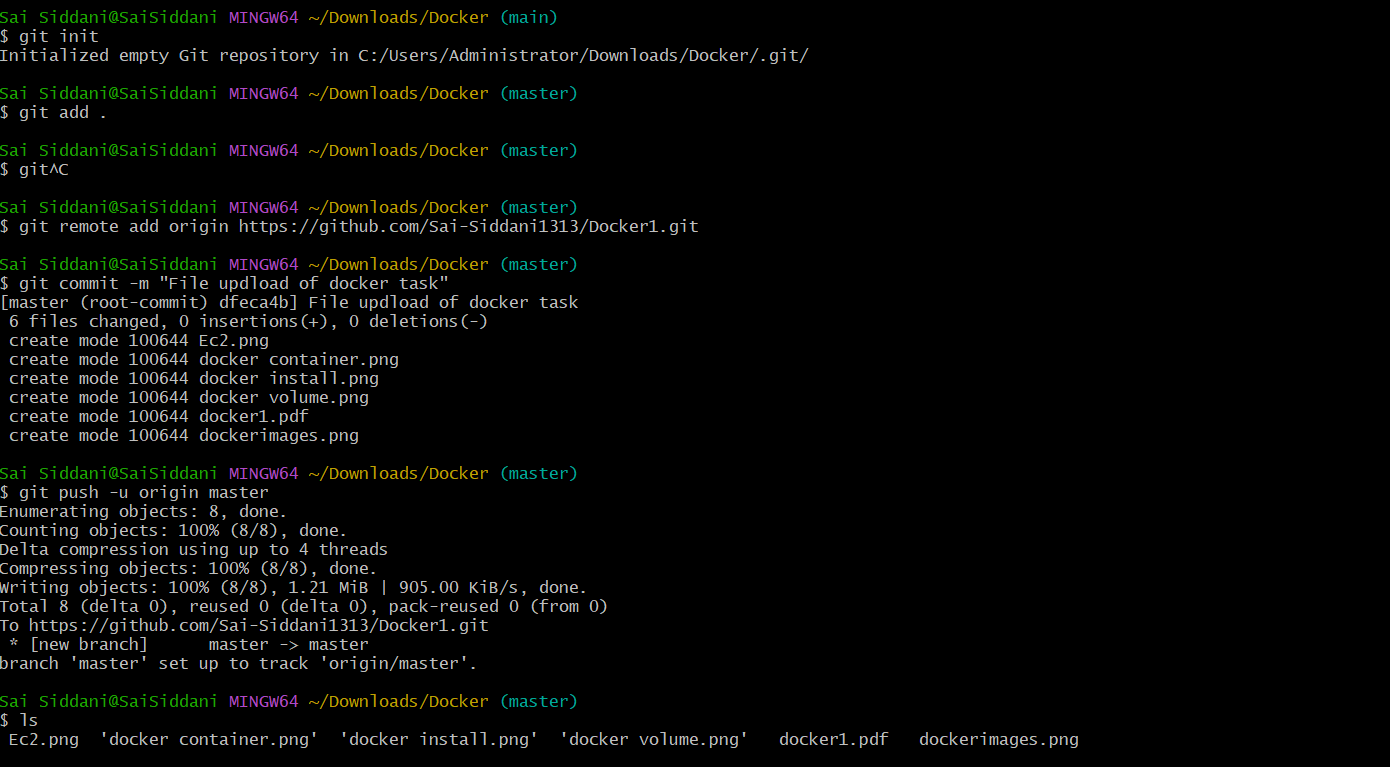 Sai Siddani@SaiSiddani MINGW64 ~/Downloads/Docker (main)
$ git init
Initialized empty Git repository in C:/Users/Administrator/Downloads/Docker/.git/
Sai Siddani@SaiSiddani MINGW64 ~/Downloads/Docker (master)
$ git add .
Sai Siddani@SaiSiddani MINGW64 ~/Downloads/Docker (master)
$ git^C
Sai Siddani@SaiSiddani MINGW64 ~/Downloads/Docker (master)
$ git remote add origin https://github.com/Sai-Siddani1313/Docker1.git
Sai Siddani@SaiSiddani MINGW64 ~/Downloads/Docker (master)
$ git commit -m "File updload of docker task"
[master (root-commit) dfeca4b] File updload of docker task
 6 files changed, 0 insertions(+), 0 deletions(-)
 create mode 100644 Ec2.png
 create mode 100644 docker container.png
 create mode 100644 docker install.png
 create mode 100644 docker volume.png
 create mode 100644 docker1.pdf
 create mode 100644 dockerimages.png
Sai Siddani@SaiSiddani MINGW64 ~/Downloads/Docker (master)
$ git push -u origin master
Enumerating objects: 8, done.
Counting objects: 100% (8/8), done.
Delta compression using up to 4 threads
Compressing objects: 100% (8/8), done.
Writing objects: 100% (8/8), 1.21 MiB | 905.00 KiB/s, done.
Total 8 (delta 0), reused 0 (delta 0), pack-reused 0 (from 0)
To https://github.com/Sai-Siddani1313/Docker1.git
 * [new branch]      master -> master
branch 'master' set up to track 'origin/master'.
Sai Siddani@SaiSiddani MINGW64 ~/Downloads/Docker (master)
$ ls
 Ec2.png  'docker container.png'  'docker install.png'  'docker volume.png'   docker1.pdf   dockerimages.png